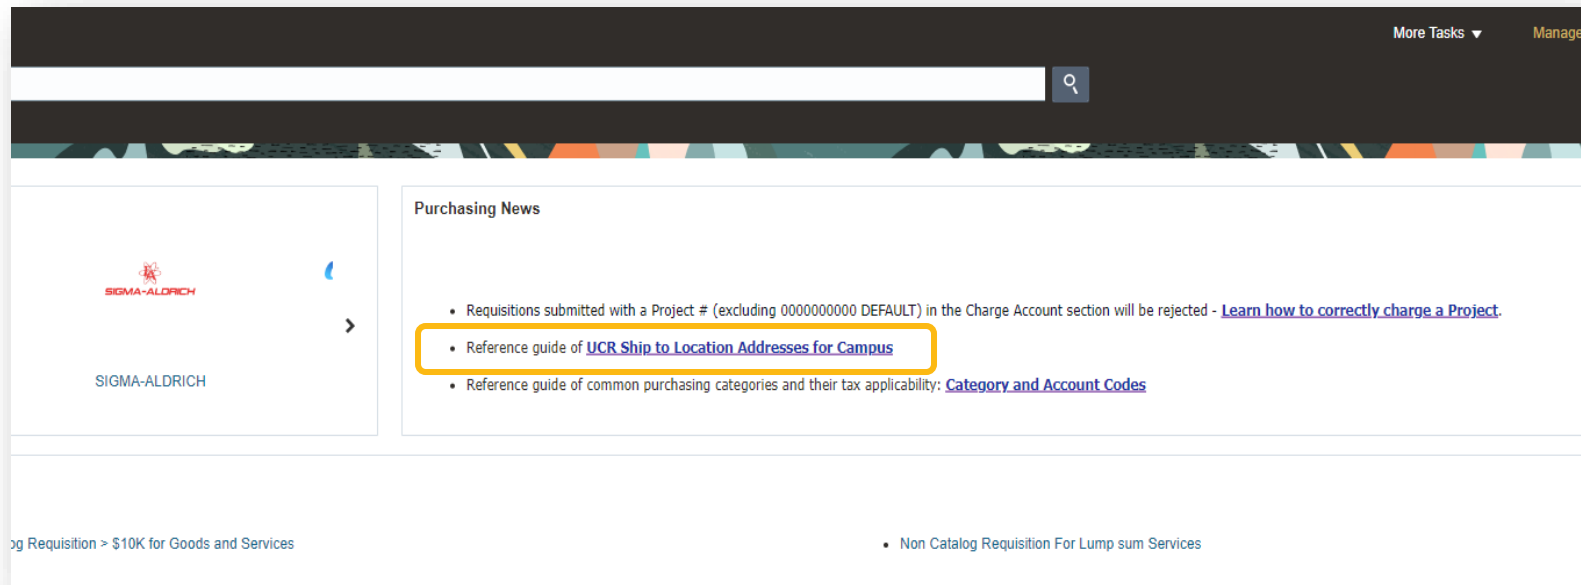 More Tasks
Manage
Purchasing News
SIGMA-ALDRICH
Requisitions submitted with a Project # (excluding 0000000000 DEFAULT) in the Charge Account section will be rejected - Learn how to correctly charge a Project.
Reference guide of UCR Ship to Location Addresses for Campus
SIGMA-ALDRICH
Reference guide of common purchasing categories and their tax applicability: Category and Account Codes
og Requisition > $10K for Goods and Services
Non Catalog Requisition For Lump sum Services